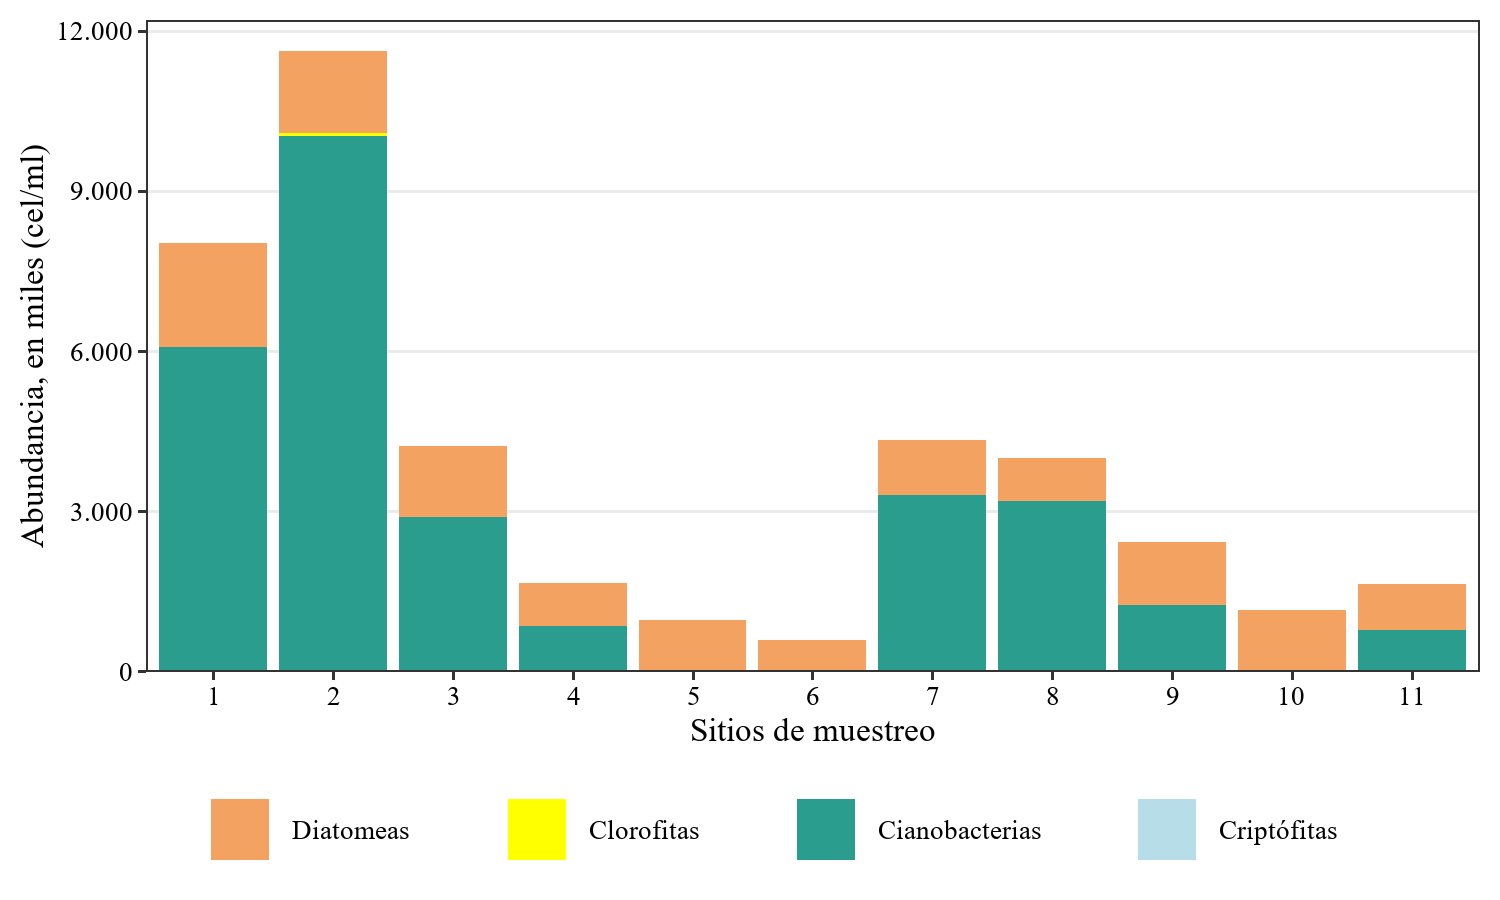 12.000
9.000
6.000
3.000
0
Abundancia, en miles (cel/ml)
1 2 3 4 5 6 7 8 9 10 11
Sitios de muestreo
Diatomeas Clorofitas Cianobacterias Criptófitas